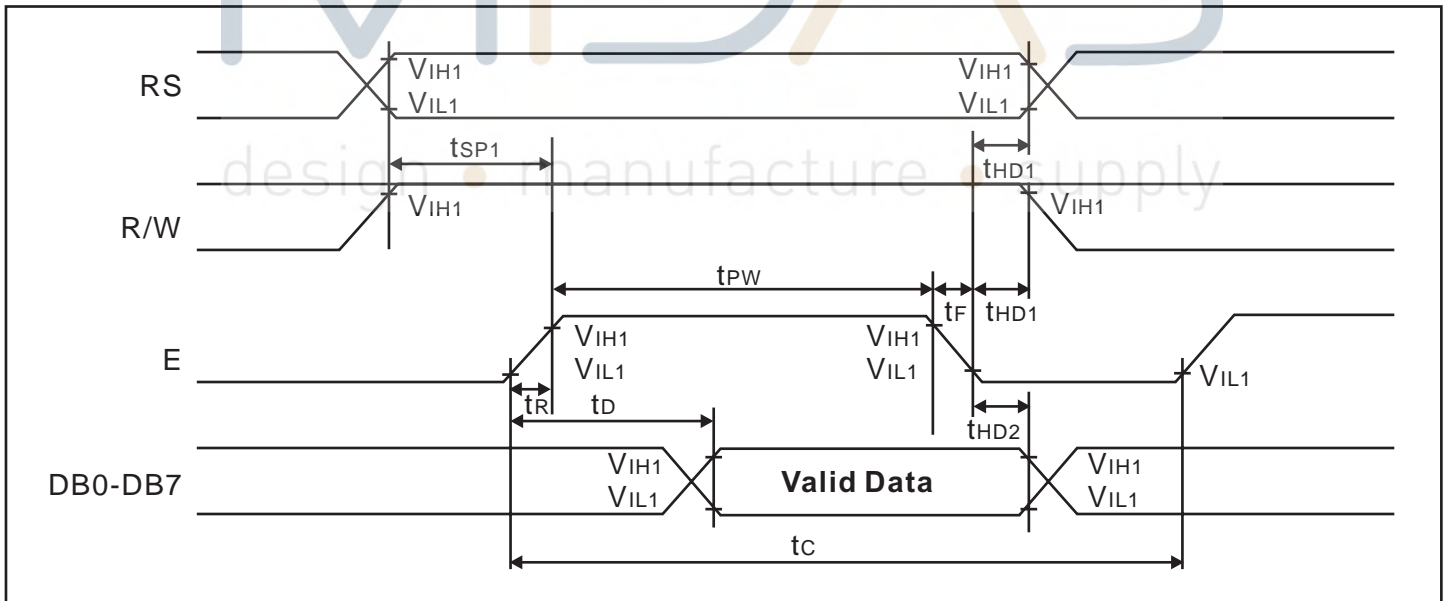 MIDAS
RS
VIH1 VIH1
VIL1 VIL1
tSP1 tHD1
design • manufacture • supply
R/W
VIH1 VIH1
tPW tF tHD1
E
VIH1 VIH1
VIL1 VIL1 VIL1
tR tD tHD2
DB0-DB7
VIH1 Valid Data VIH1
VIL1 VIL1
tC